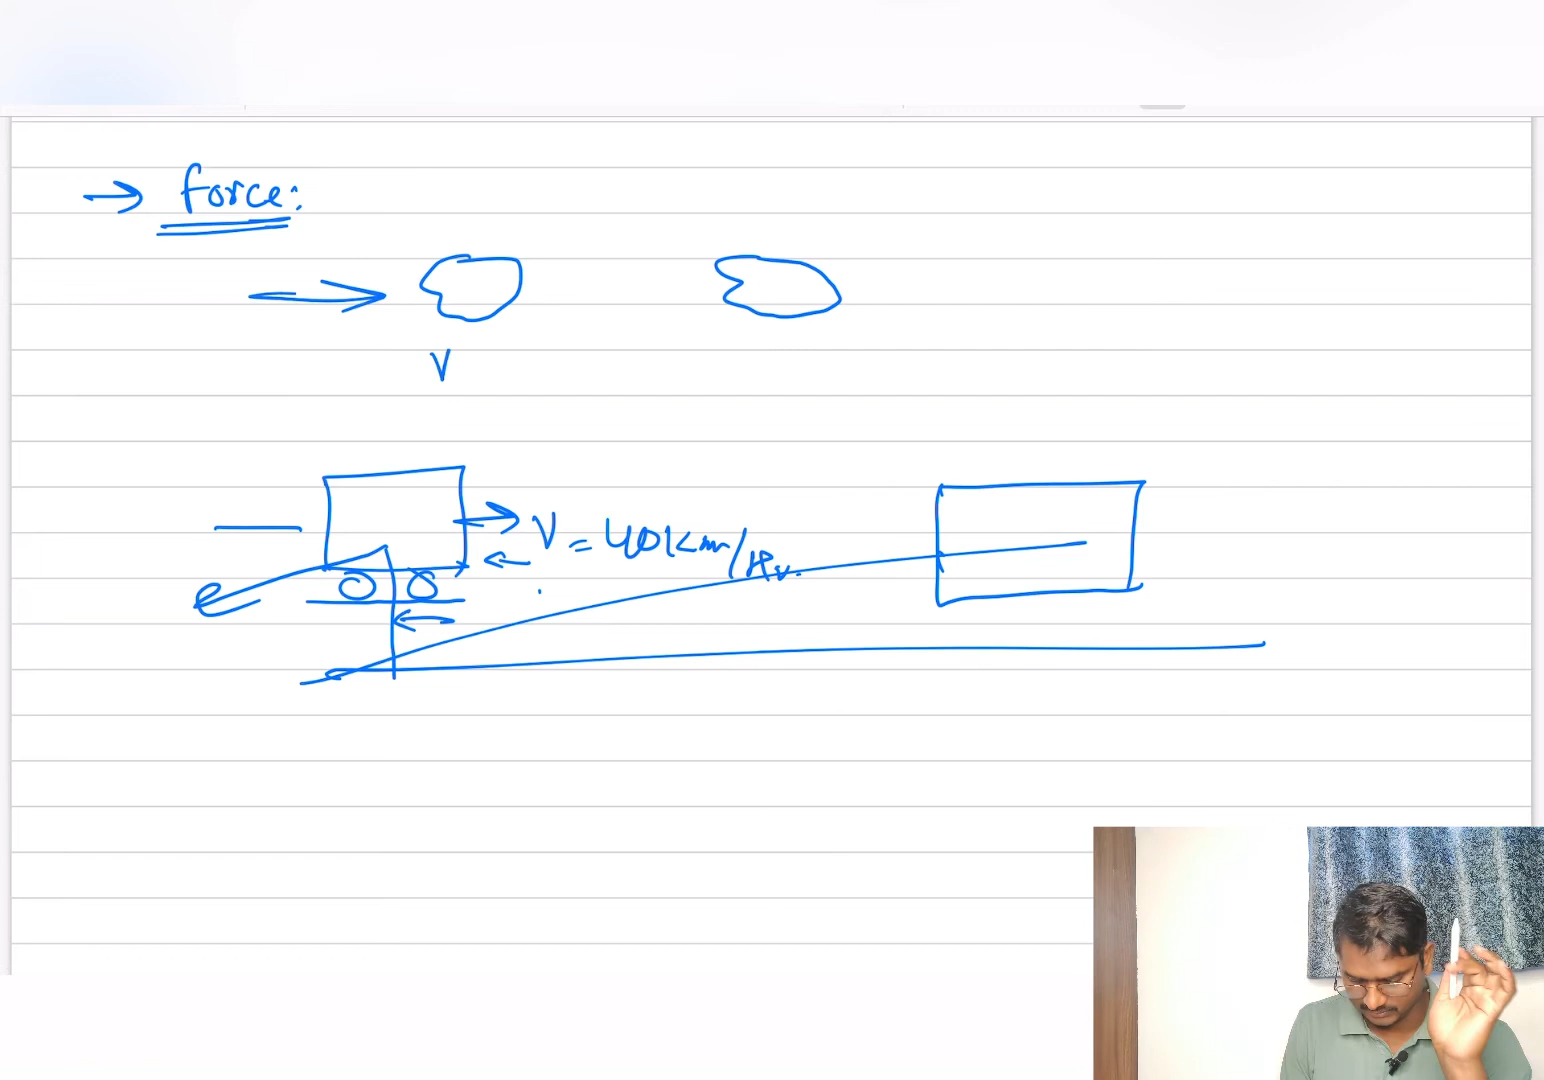 → force:
V
V = 40Km/Hr.